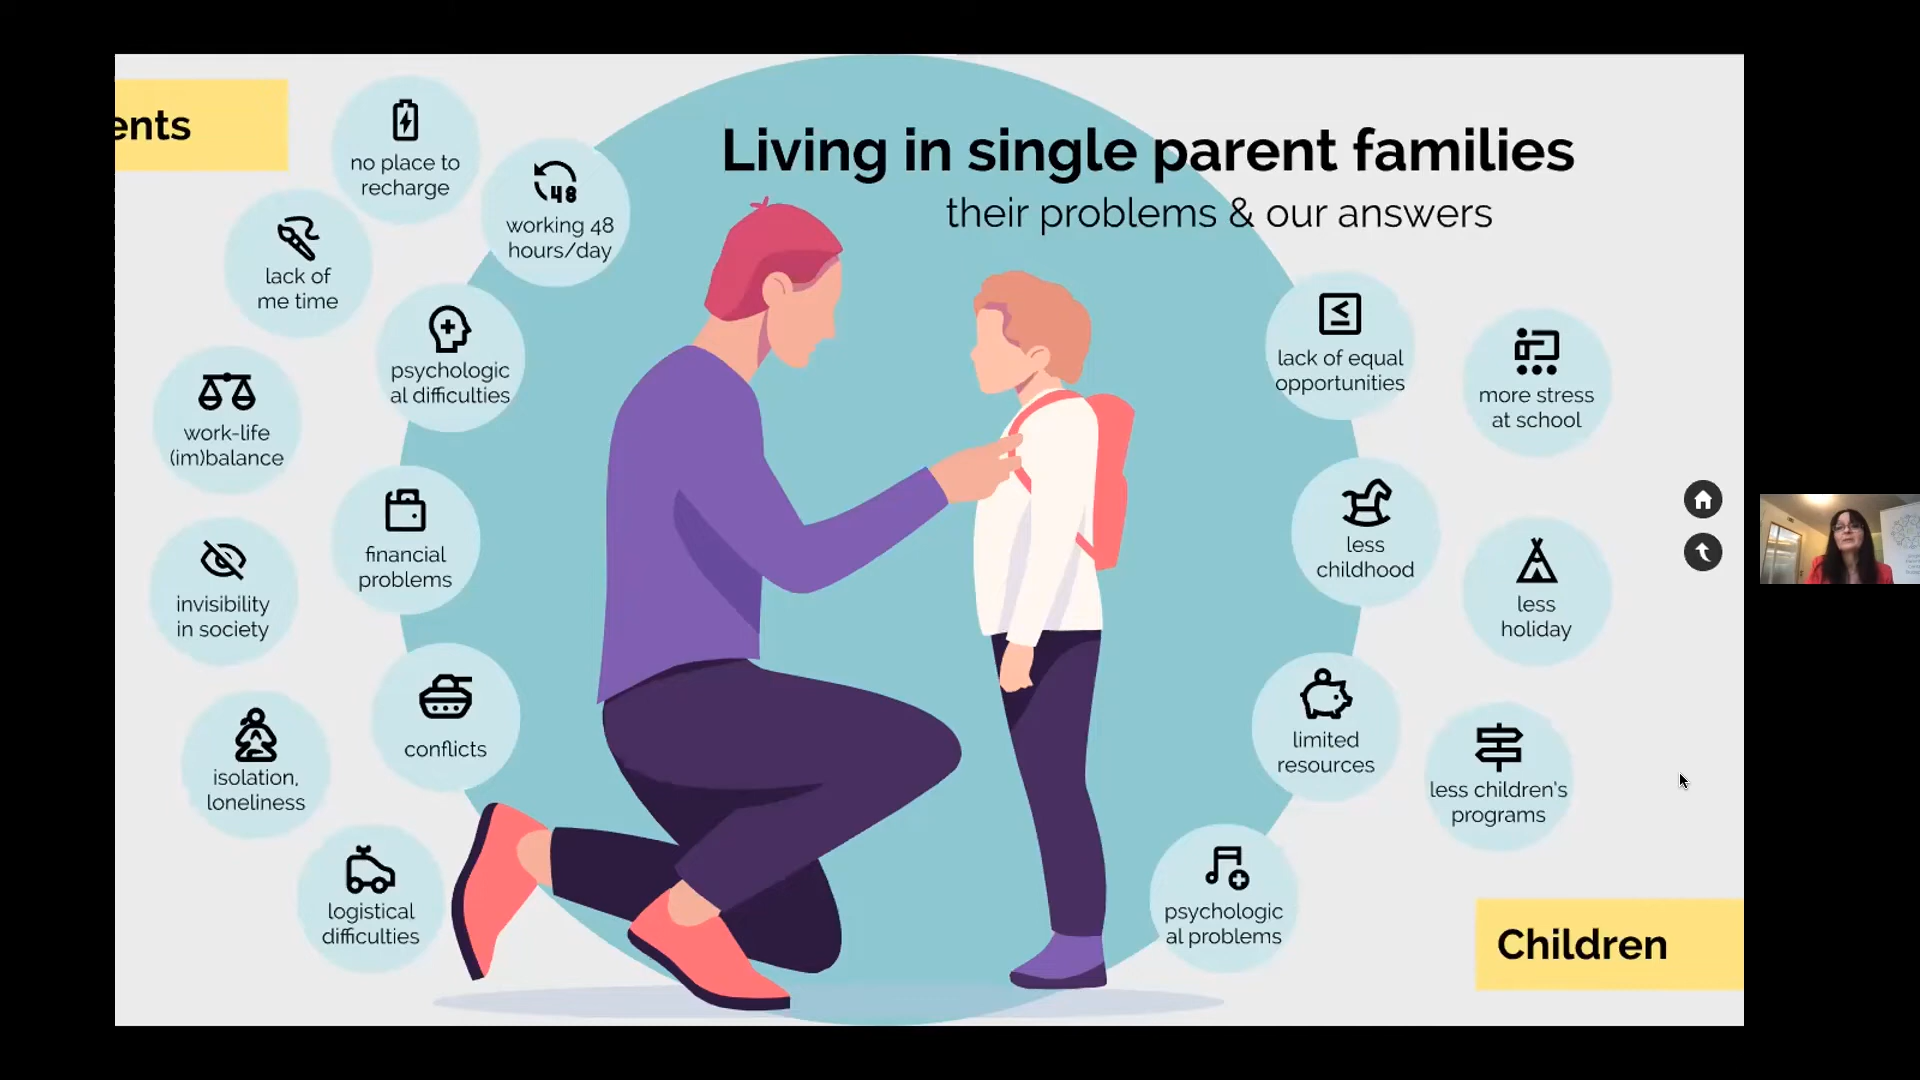 ents
no place to
recharge
48
working 48
hours/day
lack of
me time
psychologic
al difficulties
work-life
(im)balance
financial
problems
invisibility
in society
conflicts
isolation,
loneliness
logistical
difficulties
Living in single parent families
their problems & our answers
lack of equal
opportunities
more stress
at school
less
childhood
less
holiday
limited
resources
less children's
programs
psychologic
al problems
Children